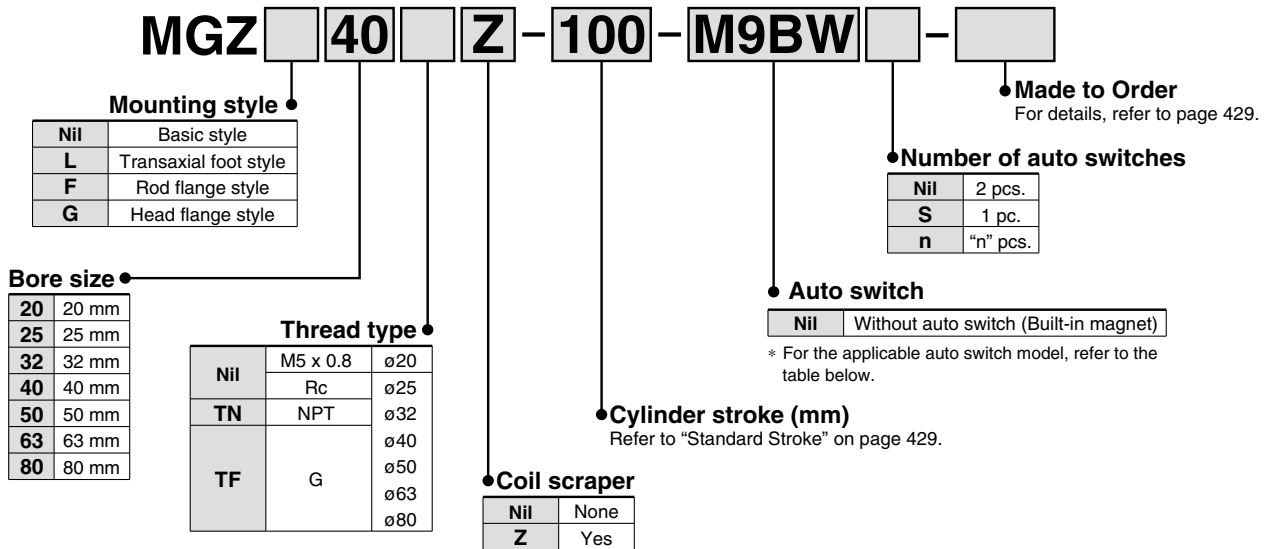 MGZ 40 Z - 100 - M9BW -
Mounting style
Nil Basic style
L Transaxial foot style
F Rod flange style
G Head flange style
Bore size
20 20 mm
25 25 mm
32 32 mm
40 40 mm
50 50 mm
63 63 mm
80 80 mm
Thread type
Nil M5 x 0.8 ø20
Rc ø25
TN NPT ø32
TF G ø40
ø50
ø63
ø80
Coil scraper
Nil None
Z Yes
Cylinder stroke (mm)
Refer to “Standard Stroke” on page 429.
Auto switch
Nil Without auto switch (Built-in magnet)
* For the applicable auto switch model, refer to the
table below.
Number of auto switches
Nil 2 pcs.
S 1 pc.
n “n” pcs.
Made to Order
For details, refer to page 429.